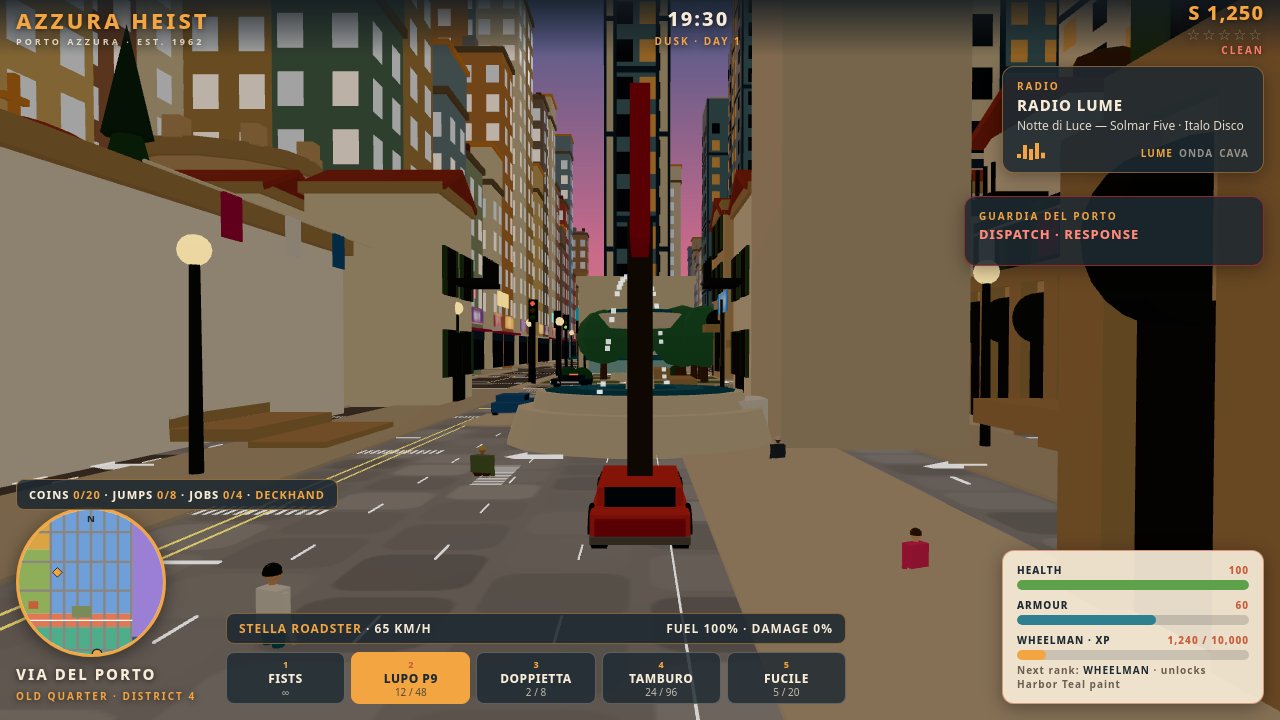 AZZURA HEIST
PORTO AZZURA · EST. 1962
19:30
DUSK · DAY 1
S 1,250
☆☆☆☆☆
CLEAN
RADIO
RADIO LUME
Notte di Luce — Solmar Five · Italo Disco
LUME ONDA CAVA
GUARDIA DEL PORTO
DISPATCH · RESPONSE
COINS 0/20 · JUMPS 0/8 · JOBS 0/4 · DECKHAND
N
VIA DEL PORTO
OLD QUARTER · DISTRICT 4
STELLA ROADSTER · 65 KM/H
FUEL 100% · DAMAGE 0%
1
FISTS
∞
2
LUPO P9
12 / 48
3
DOPPIETTA
2 / 8
4
TAMBURO
24 / 96
5
FUCILE
5 / 20
HEALTH 100
ARMOUR 60
WHEELMAN · XP 1,240 / 10,000
Next rank: WHEELMAN · unlocks
Harbor Teal paint